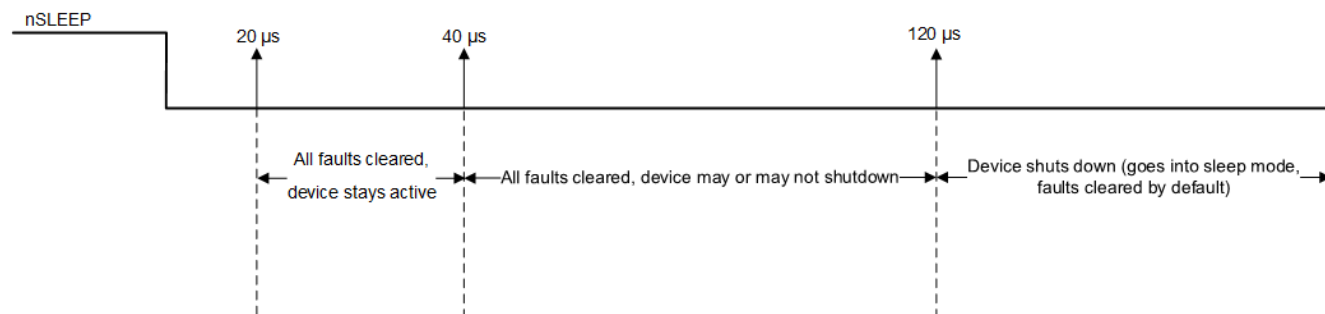 nSLEEP
20 µs
40 µs
120 µs
All faults cleared,
device stays active
All faults cleared, device may or may not shutdown
Device shuts down (goes into sleep mode,
faults cleared by default)